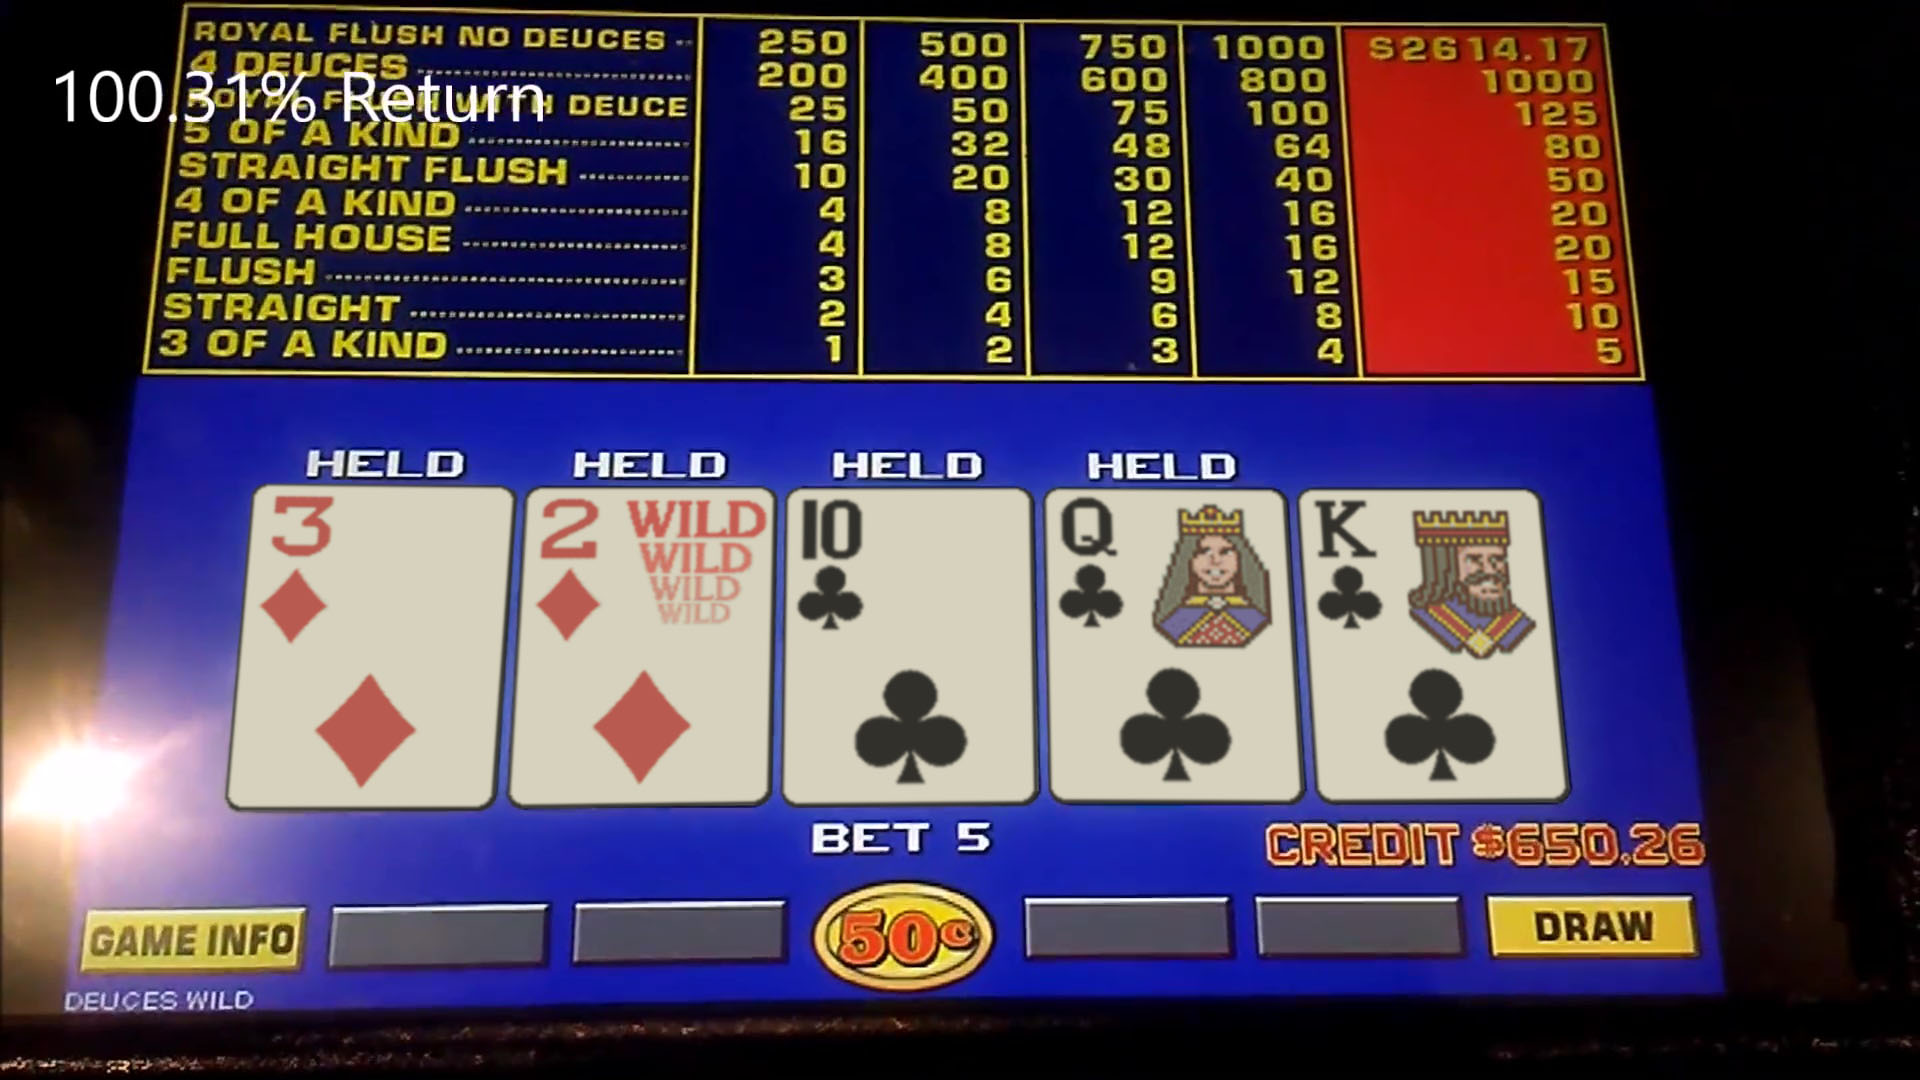 ROYAL FLUSH NO DEUCES 250 500 750 1000 $2614.17
4 DEUCES 200 400 600 800 1000
100.31% Return
ROYAL FLUSH WITH DEUCE 25 50 75 100 125
5 OF A KIND 16 32 48 64 80
STRAIGHT FLUSH 10 20 30 40 50
4 OF A KIND 4 8 12 16 20
FULL HOUSE 4 8 12 16 20
FLUSH 3 6 9 12 15
STRAIGHT 2 4 6 8 10
3 OF A KIND 1 2 3 4 5
HELD HELD HELD HELD
3 2 WILD 10 Q K
WILD
WILD
WILD
BET 5 CREDIT $650.26
GAME INFO 50¢ DRAW
DEUCES WILD